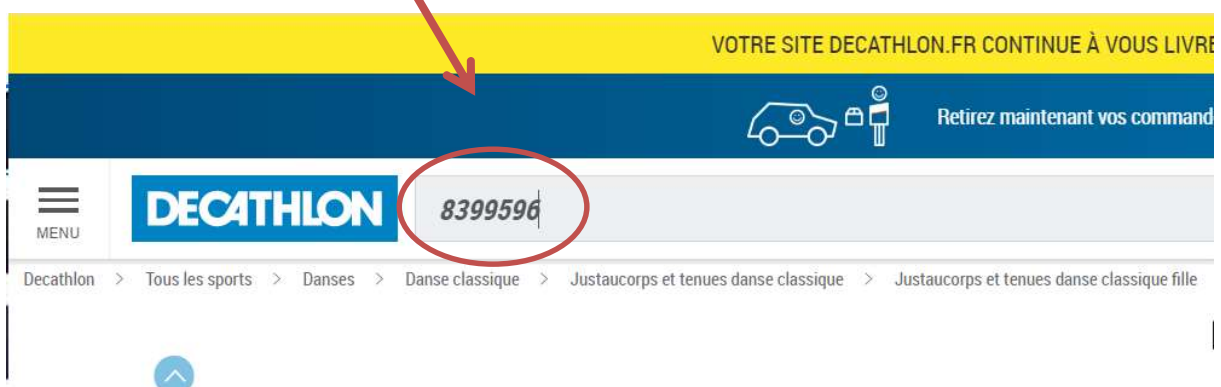 VOTRE SITE DECATHLON.FR CONTINUE À VOUS LIVRE
Retirez maintenant vos command
MENU
DECATHLON
8399596
Decathlon > Tous les sports > Danses > Danse classique > Justaucorps et tenues danse classique > Justaucorps et tenues danse classique fille